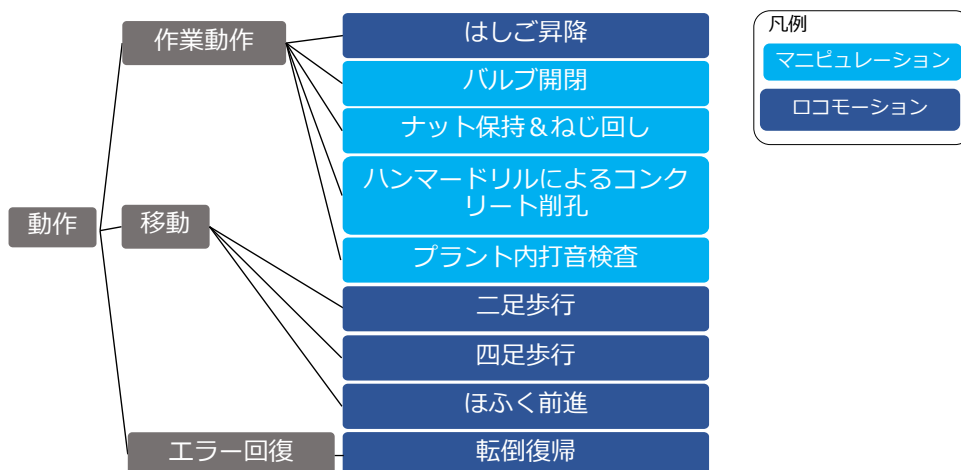 作業動作
はしご昇降
凡例
マニピュレーション
ロコモーション
バルブ開閉
ナット保持＆ねじ回し
ハンマードリルによるコンク
リート削孔
動作
移動
プラント内打音検査
二足歩行
四足歩行
ほふく前進
エラー回復
転倒復帰